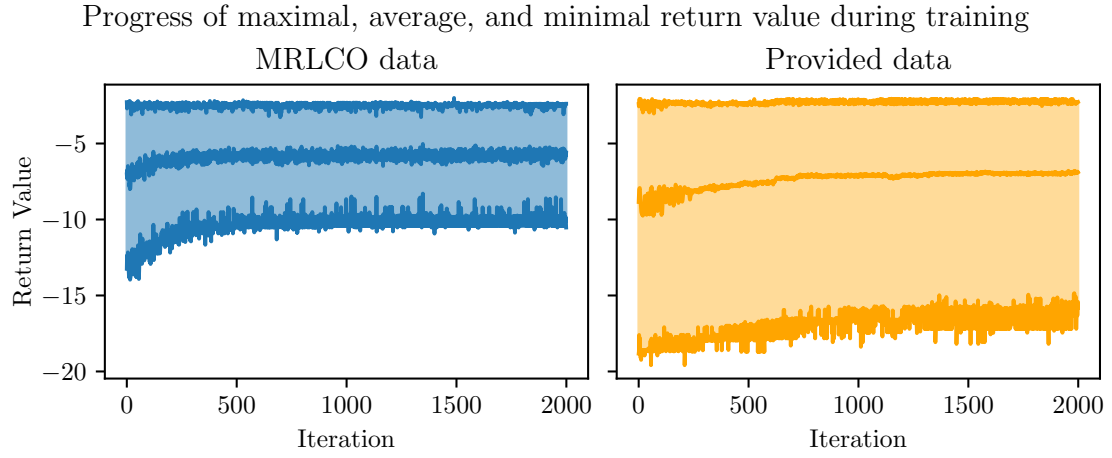 Progress of maximal, average, and minimal return value during training
MRLCO data
Provided data
Return Value
−5
−10
−15
−20
0 500 1000 1500 2000
0 500 1000 1500 2000
Iteration
Iteration